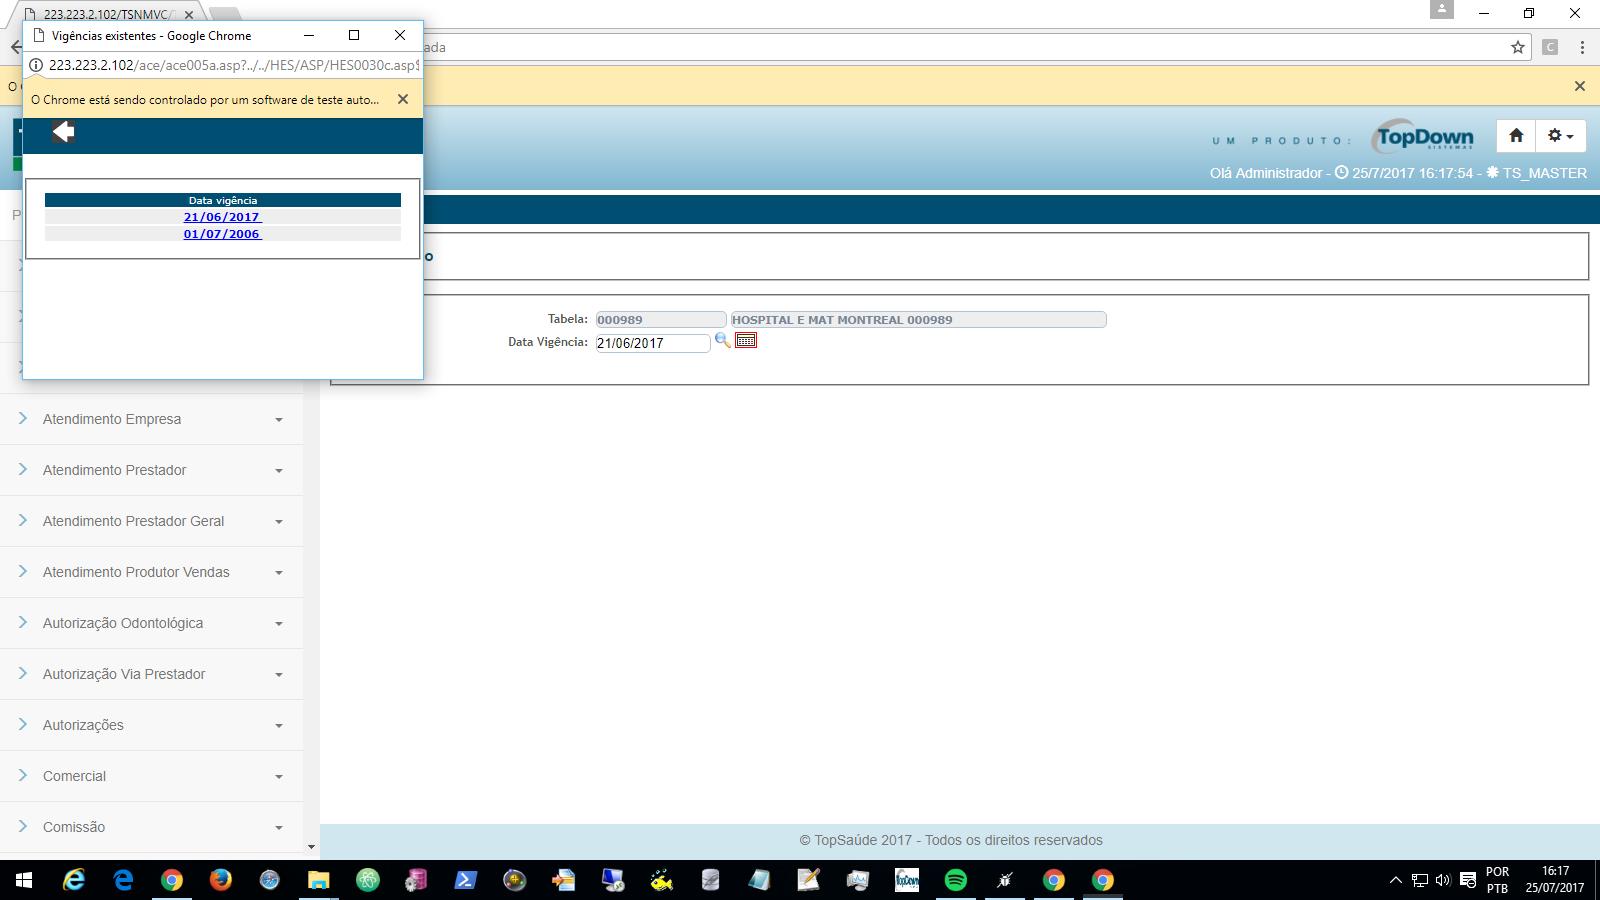 223.223.2.102/TSNMVC/
Vigências existentes - Google Chrome
223.223.2.102/ace/ace005a.asp?../../HES/ASP/HES0030c.asp
ada
O Chrome está sendo controlado por um software de teste auto...
O
UM PRODUTO:
TopDown
SISTEMAS
Olá Administrador - 25/7/2017 16:17:54 - TS_MASTER
Data vigência
21/06/2017
01/07/2006
P
o
Tabela: 000989 HOSPITAL E MAT MONTREAL 000989
Data Vigência: 21/06/2017
Atendimento Empresa
Atendimento Prestador
Atendimento Prestador Geral
Atendimento Produtor Vendas
Autorização Odontológica
Autorização Via Prestador
Autorizações
Comercial
Comissão
© TopSaúde 2017 - Todos os direitos reservados
TopDown
POR
PTB
16:17
25/07/2017